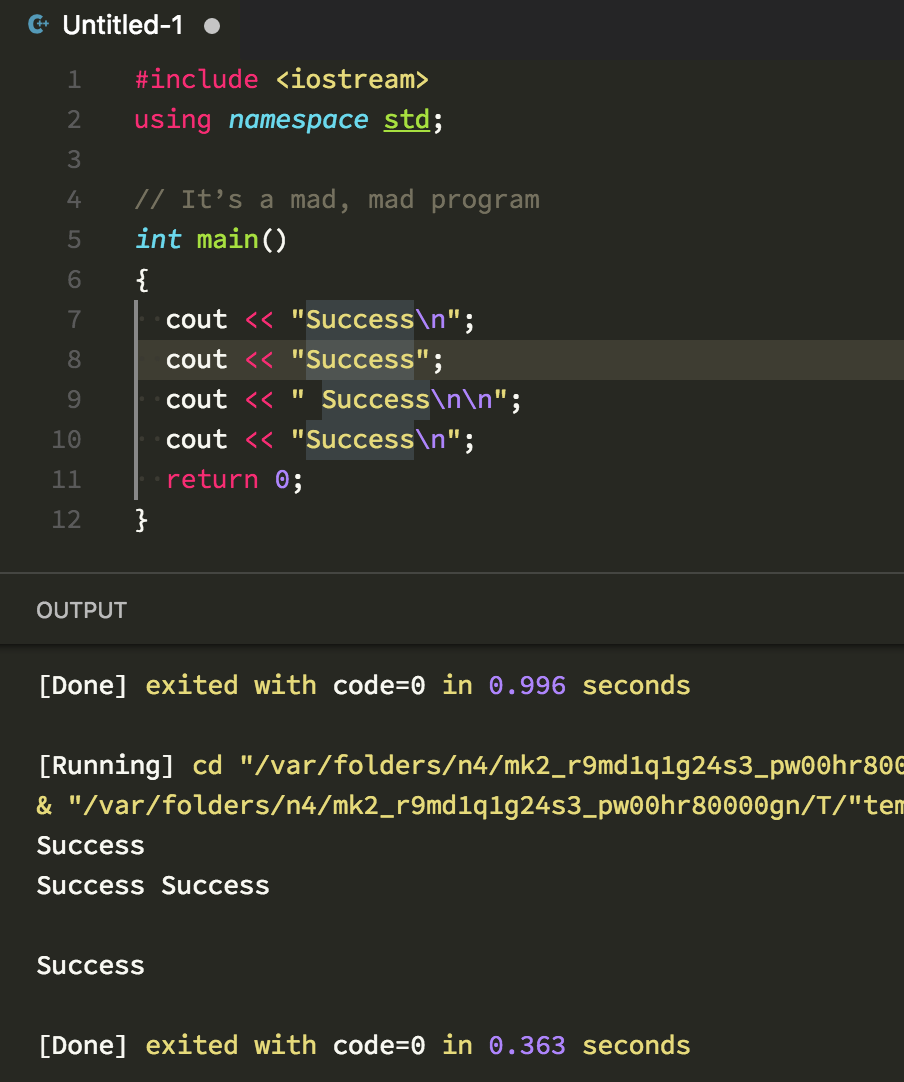 Untitled-1
1 #include <iostream>
2 using namespace std;
3
4 // It’s a mad, mad program
5 int main()
6 {
7   cout << "Success\n";
8   cout << "Success";
9   cout << " Success\n\n";
10   cout << "Success\n";
11   return 0;
12 }
OUTPUT
[Done] exited with code=0 in 0.996 seconds
[Running] cd "/var/folders/n4/mk2_r9md1q1g24s3_pw00hr800
& "/var/folders/n4/mk2_r9md1q1g24s3_pw00hr80000gn/T/"tem
Success
Success Success
Success
[Done] exited with code=0 in 0.363 seconds